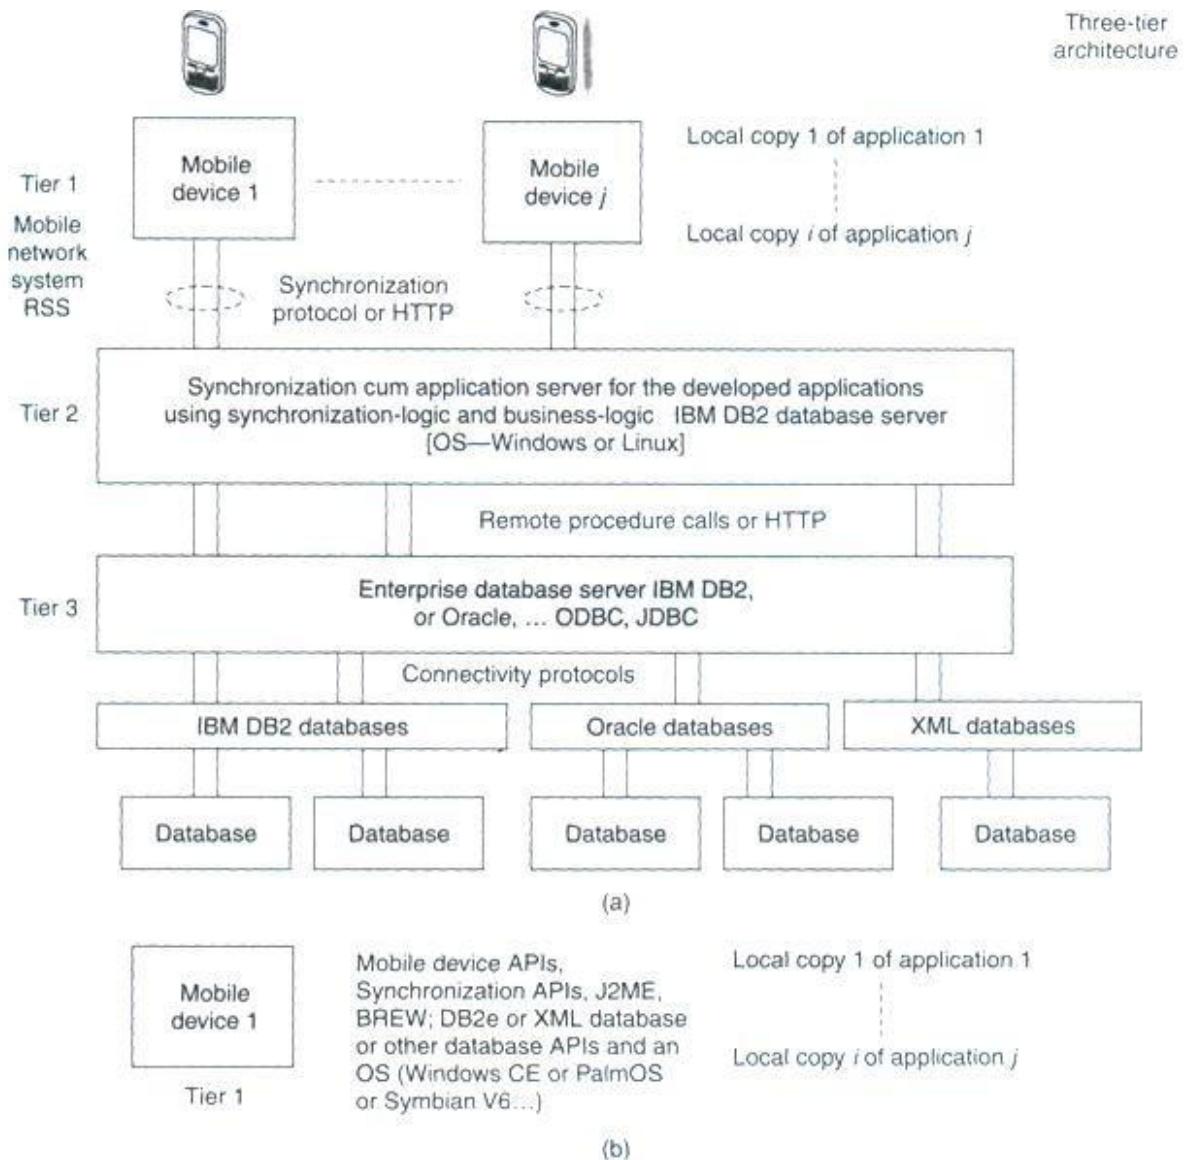 Three-tier
architecture
Mobile
device 1
Mobile
device j
Local copy 1 of application 1
Local copy i of application j
Tier 1
Mobile
network
system
RSS
Synchronization
protocol or HTTP
Tier 2
Synchronization cum application server for the developed applications
using synchronization-logic and business-logic IBM DB2 database server
[OS—Windows or Linux]
Remote procedure calls or HTTP
Tier 3
Enterprise database server IBM DB2,
or Oracle, ... ODBC, JDBC
Connectivity protocols
IBM DB2 databases
Oracle databases
XML databases
Database
Database
Database
Database
Database
(a)
Mobile
device 1
Tier 1
Mobile device APIs,
Synchronization APIs, J2ME,
BREW; DB2e or XML database
or other database APIs and an
OS (Windows CE or PalmOS
or Symbian V6...)
Local copy 1 of application 1
Local copy i of application j
(b)